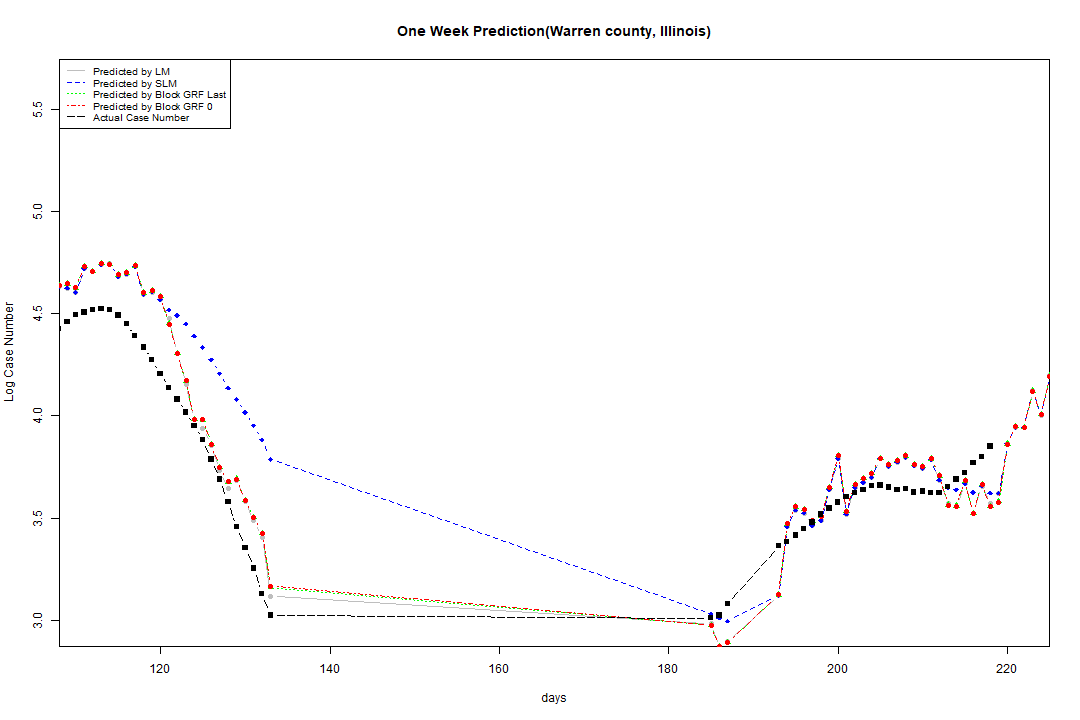 One Week Prediction(Warren county, Illinois)
Predicted by LM
Predicted by SLM
Predicted by Block GRF Last
Predicted by Block GRF 0
Actual Case Number
5.5
5.0
4.5
4.0
3.5
3.0
Log Case Number
120 140 160 180 200 220
days